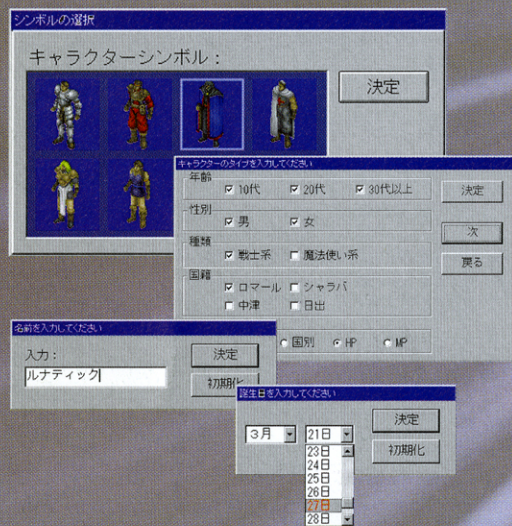 シンボルの選択
キャラクターシンボル：
決定
キャラクターのタイプを入力してください
年齢
10代 20代 30代以上
決定
性別
男 女
次
種類
戦士系 魔法使い系
戻る
国籍
ロマール シャラバ
中津 日出
国別 HP MP
名前を入力してください
入力：
ルナティック
決定
初期化
誕生日を入力してください
3月 21日
決定
初期化
23日
24日
25日
26日
27日
28日